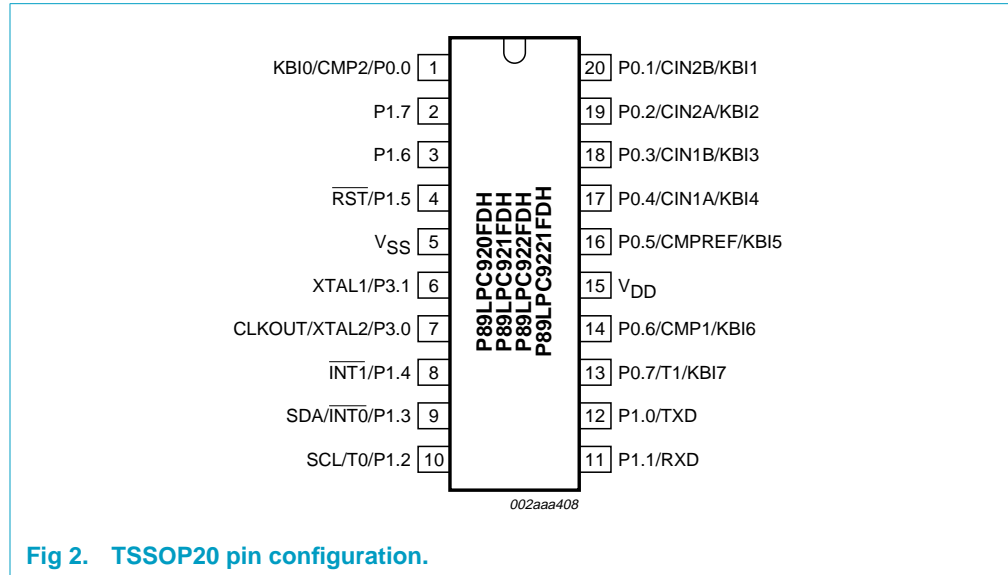 KBI0/CMP2/P0.0 1
P1.7 2
P1.6 3
R̅S̅T̅/P1.5 4
VSS 5
XTAL1/P3.1 6
CLKOUT/XTAL2/P3.0 7
I̅N̅T̅1̅/P1.4 8
SDA/I̅N̅T̅0̅/P1.3 9
SCL/T0/P1.2 10
P89LPC920FDH
P89LPC921FDH
P89LPC922FDH
P89LPC9221FDH
20 P0.1/CIN2B/KBI1
19 P0.2/CIN2A/KBI2
18 P0.3/CIN1B/KBI3
17 P0.4/CIN1A/KBI4
16 P0.5/CMPREF/KBI5
15 VDD
14 P0.6/CMP1/KBI6
13 P0.7/T1/KBI7
12 P1.0/TXD
11 P1.1/RXD
002aaa408
Fig 2. TSSOP20 pin configuration.